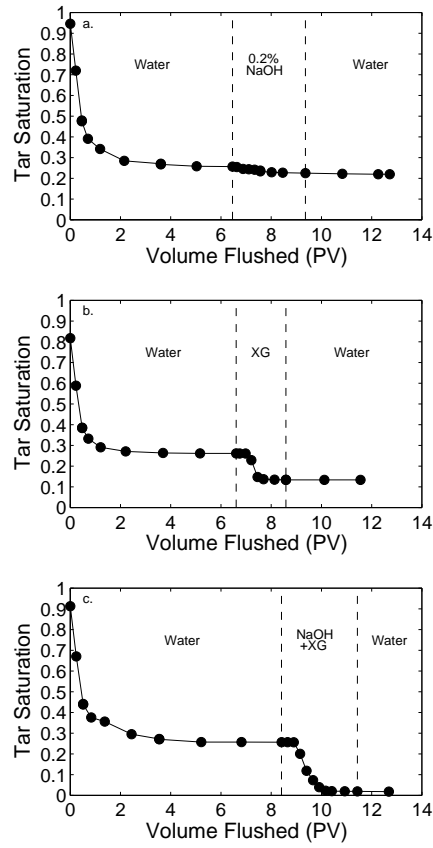 1
0.9
0.8
0.7
0.6
0.5
0.4
0.3
0.2
0.1
0
a.
Water
0.2%
NaOH
Water
Tar Saturation
0 2 4 6 8 10 12 14
Volume Flushed (PV)
1
0.9
0.8
0.7
0.6
0.5
0.4
0.3
0.2
0.1
0
b.
Water XG Water
Tar Saturation
0 2 4 6 8 10 12 14
Volume Flushed (PV)
1
0.9
0.8
0.7
0.6
0.5
0.4
0.3
0.2
0.1
0
c.
Water
NaOH
+XG
Water
Tar Saturation
0 2 4 6 8 10 12 14
Volume Flushed (PV)